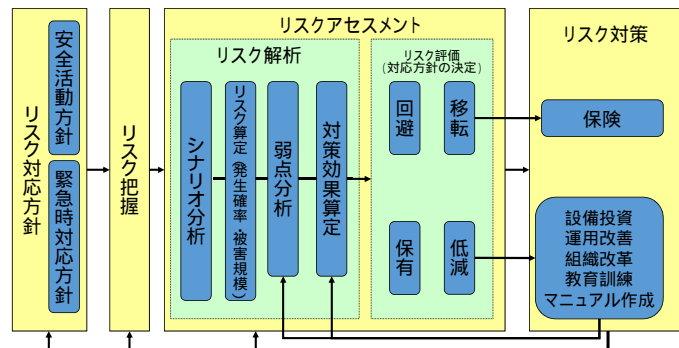 リスク対応方針
安全活動方針
緊急時対応方針
リスク把握
リスクアセスメント
リスク解析
シナリオ分析
リスク算定(発生確率・被害規模)
弱点分析
対策効果算定
リスク評価
(対応方針の決定)
回避
移転
保有
低減
リスク対策
保険
設備投資
運用改善
組織改革
教育訓練
マニュアル作成